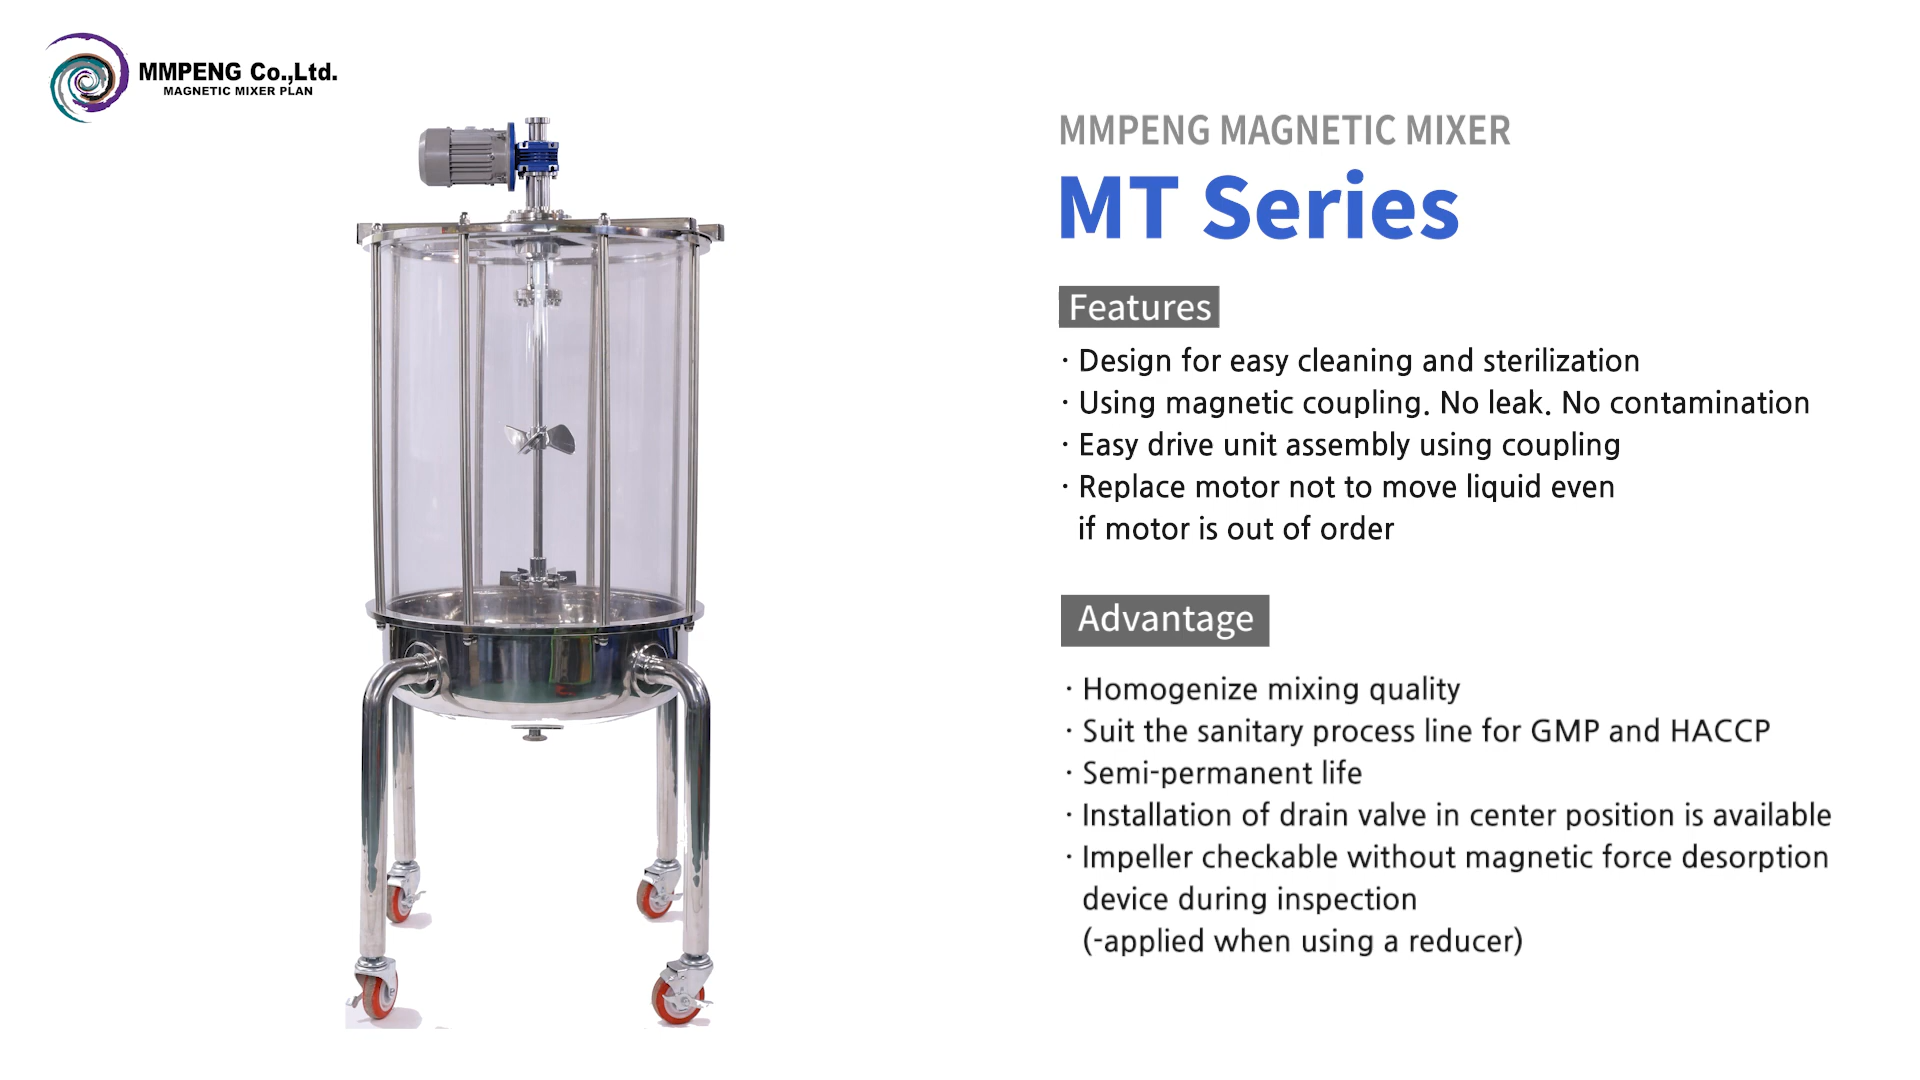 MMPENG Co.,Ltd.
MAGNETIC MIXER PLAN
MMPENG MAGNETIC MIXER
MT Series
Features
· Design for easy cleaning and sterilization
· Using magnetic coupling. No leak. No contamination
· Easy drive unit assembly using coupling
· Replace motor not to move liquid even
if motor is out of order
Advantage
· Homogenize mixing quality
· Suit the sanitary process line for GMP and HACCP
· Semi-permanent life
· Installation of drain valve in center position is available
· Impeller checkable without magnetic force desorption
device during inspection
(-applied when using a reducer)